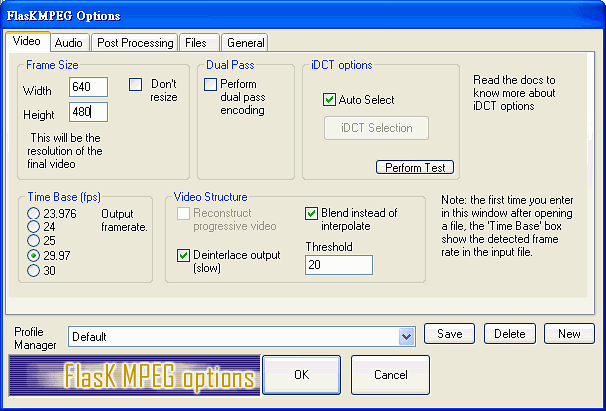 FlasKMPEG Options
Video
Audio
Post Processing
Files
General
Frame Size
Width
640
Height
480
Don't
resize
This will be the
resolution of the
final video
Dual Pass
Perform
dual pass
encoding
iDCT options
Auto Select
iDCT Selection
Perform Test
Read the docs to
know more about
iDCT options
Time Base (fps)
23.976
24
25
29.97
30
Output
framerate.
Video Structure
Reconstruct
progressive video
Deinterlace output
(slow)
Blend instead of
interpolate
Threshold
20
Note: the first time you enter
in this window after opening
a file, the 'Time Base' box
show the detected frame
rate in the input file.
Profile
Manager
Default
Save
Delete
New
FlasK MPEG options
OK
Cancel